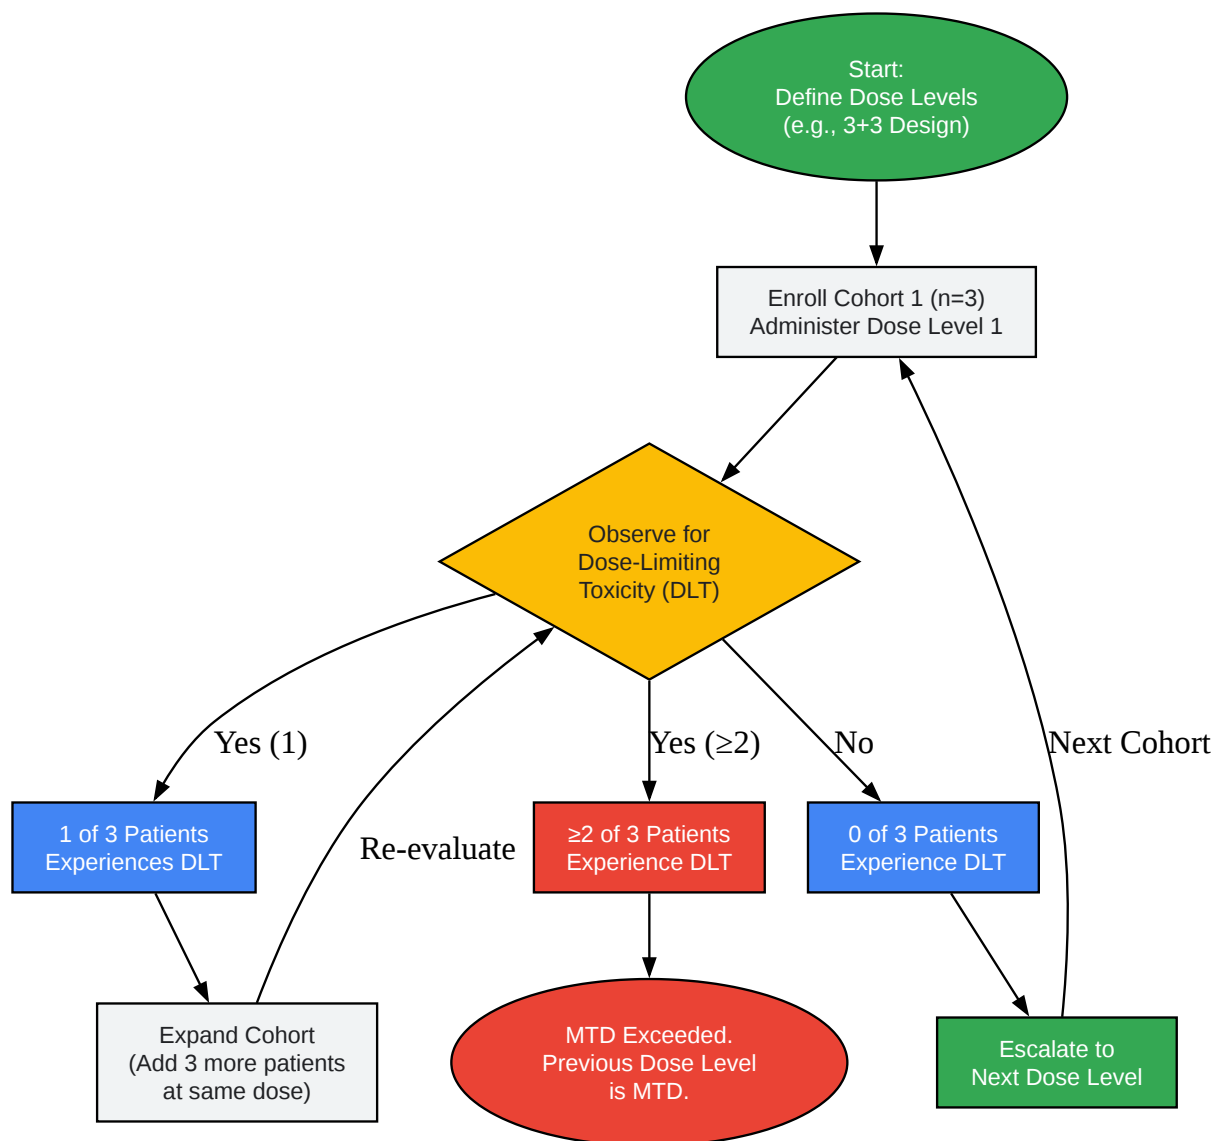 Start:
Define Dose Levels
(e.g., 3+3 Design)
Enroll Cohort 1 (n=3)
Administer Dose Level 1
Observe for
Dose-Limiting
Toxicity (DLT)
Yes (1)
Yes (≥2)
No
Next Cohort
1 of 3 Patients
Experiences DLT
Re-evaluate
≥2 of 3 Patients
Experience DLT
0 of 3 Patients
Experience DLT
Expand Cohort
(Add 3 more patients
at same dose)
MTD Exceeded.
Previous Dose Level
is MTD.
Escalate to
Next Dose Level